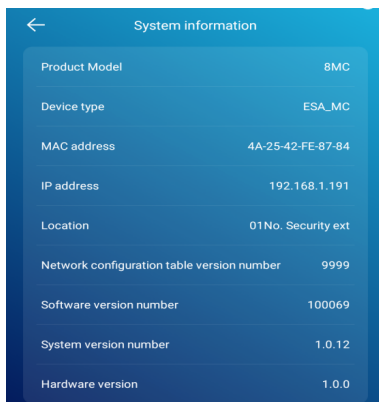 System information
Product Model 8MC
Device type ESA_MC
MAC address 4A-25-42-FE-87-84
IP address 192.168.1.191
Location 01No. Security ext
Network configuration table version number 9999
Software version number 100069
System version number 1.0.12
Hardware version 1.0.0